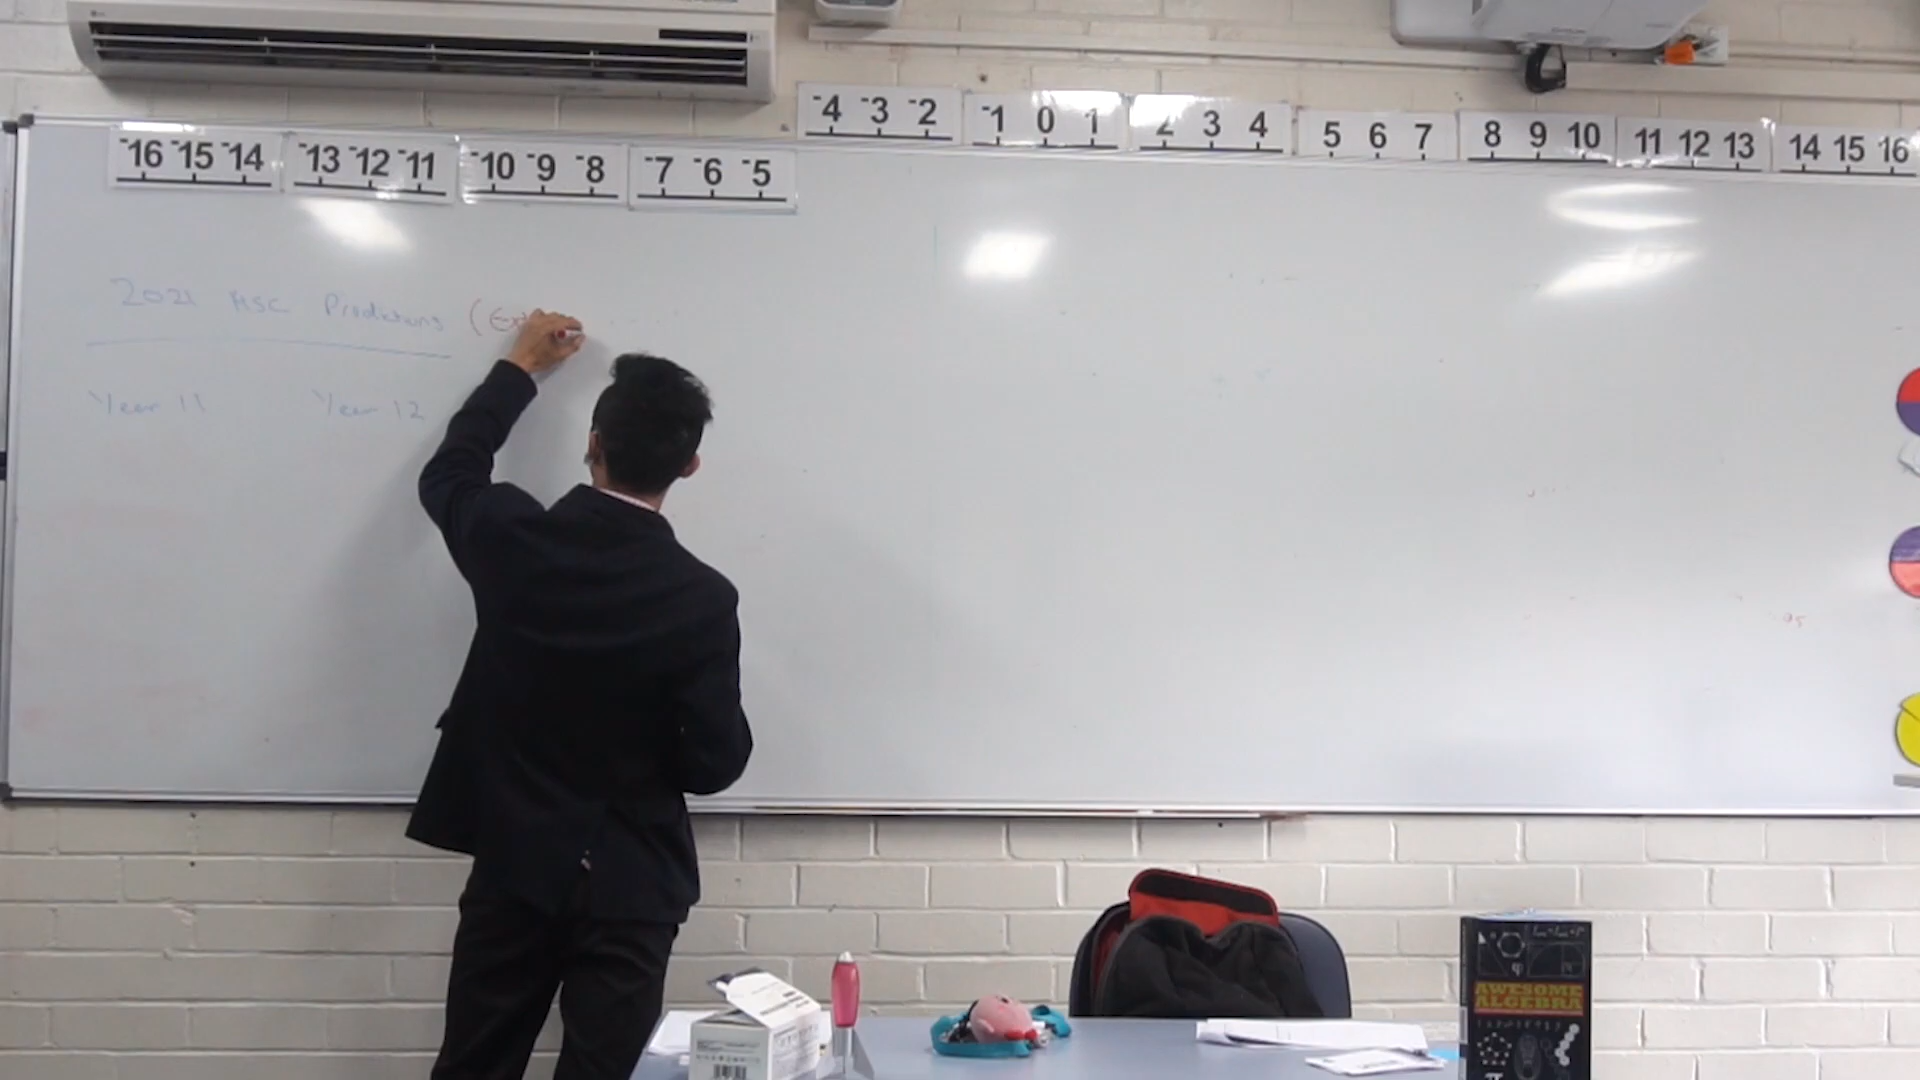 -4 -3 -2 -1 0 1 2 3 4 5 6 7 8 9 10 11 12 13 14 15 16
-16 -15 -14 -13 -12 -11 -10 -9 -8 -7 -6 -5
2021 HSC Predictions (Ext
Year 11 Year 12
95
AWESOME
ALGEBRA